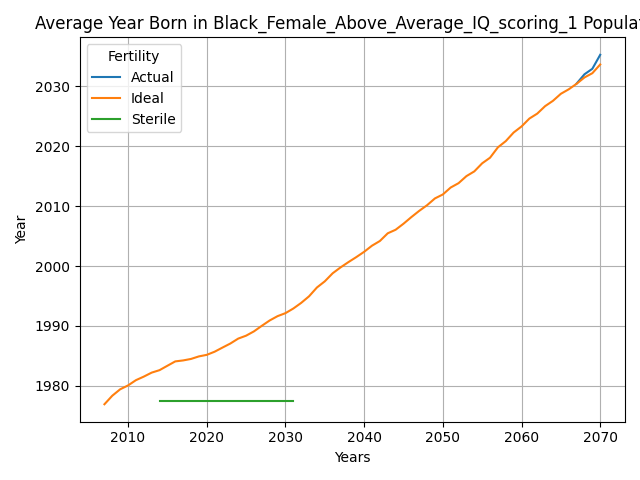 Average Year Born in Black_Female_Above_Average_IQ_scoring_1 Populat
Fertility
Actual
Ideal
Sterile
Year
2030
2020
2010
2000
1990
1980
2010 2020 2030 2040 2050 2060 2070
Years